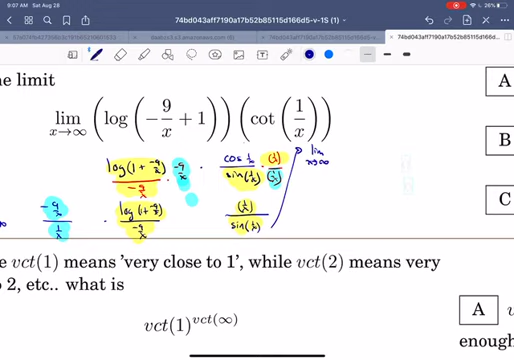 9:07 AM Sat Aug 28
26%
74bd043aff7190a17b52b85115d166d5-v-1S (1)
74bd043aff7190a17b52b85115d166d5-v-1S (1)
he limit
lim x→∞ (log(−9/x + 1)) (cot(1/x))
A
log(1 + −9/x) / −9/x · −9/x · cos 1/x / sin(1/x) · (1/x) / (1/x) lim x→∞
B
−9/x / 1/x · log(1 + −9/x) / −9/x (1/x) / sin(1/x)
C
e vct(1) means 'very close to 1', while vct(2) means very
o 2, etc.. what is
A
vct(1)^vct(∞)
enough